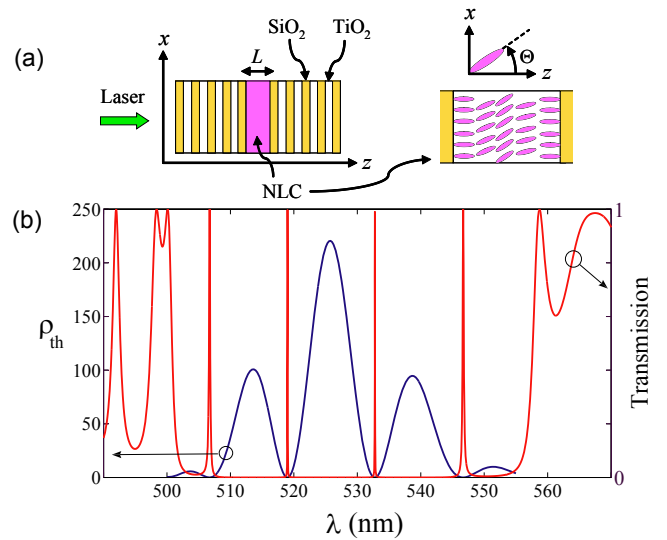 (a)
x
L
SiO2
TiO2
x
Θ
z
Laser
z
NLC
(b)
250
200
150
100
50
0
ρth
1
0
Transmission
500
510
520
530
540
550
560
λ (nm)